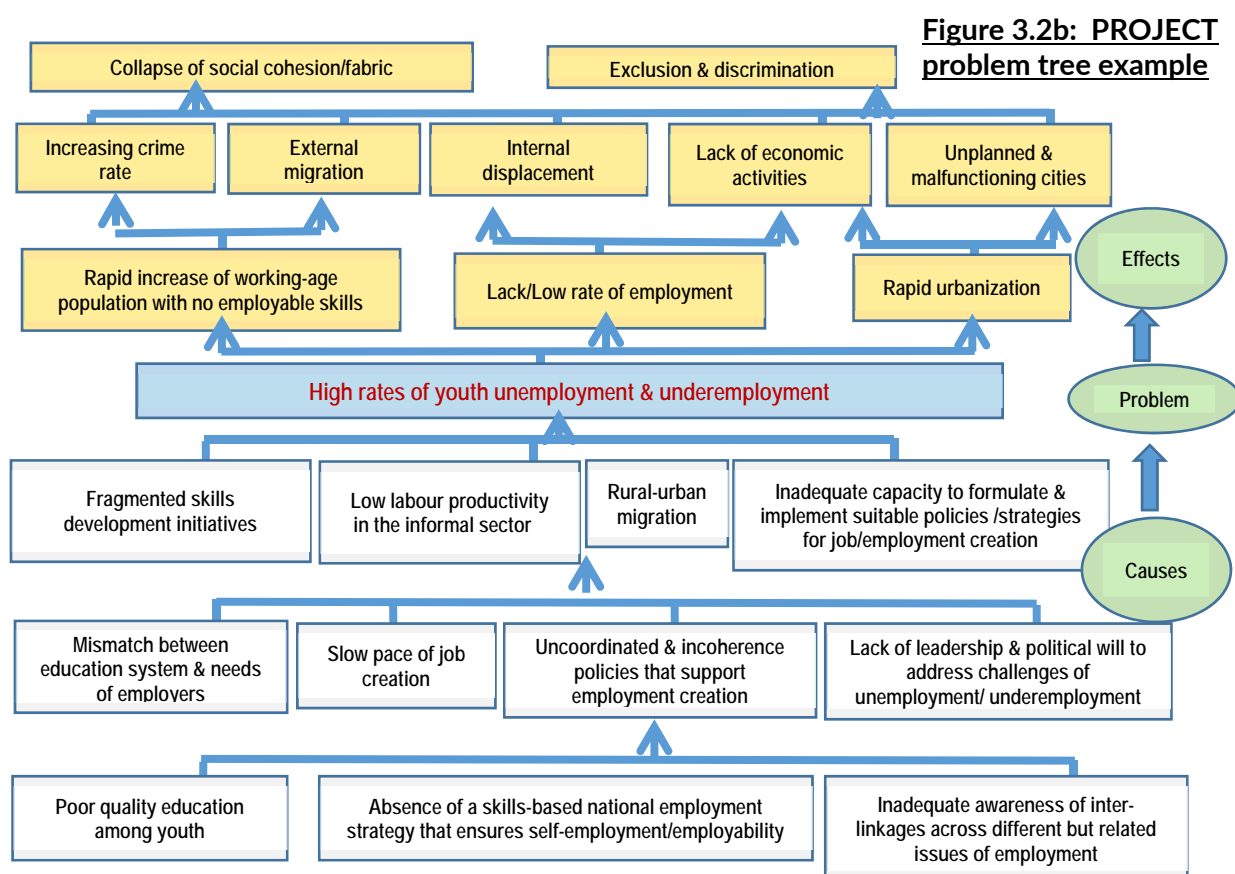 Figure 3.2b: PROJECT
problem tree example
Collapse of social cohesion/fabric
Exclusion & discrimination
Increasing crime
rate
External
migration
Internal
displacement
Lack of economic
activities
Unplanned &
malfunctioning cities
Rapid increase of working-age
population with no employable skills
Lack/Low rate of employment
Rapid urbanization
Effects
High rates of youth unemployment & underemployment
Problem
Fragmented skills
development initiatives
Low labour productivity
in the informal sector
Rural-urban
migration
Inadequate capacity to formulate &
implement suitable policies /strategies
for job/employment creation
Causes
Mismatch between
education system & needs
of employers
Slow pace of job
creation
Uncoordinated & incoherence
policies that support
employment creation
Lack of leadership & political will to
address challenges of
unemployment/ underemployment
Poor quality education
among youth
Absence of a skills-based national employment
strategy that ensures self-employment/employability
Inadequate awareness of inter-
linkages across different but related
issues of employment